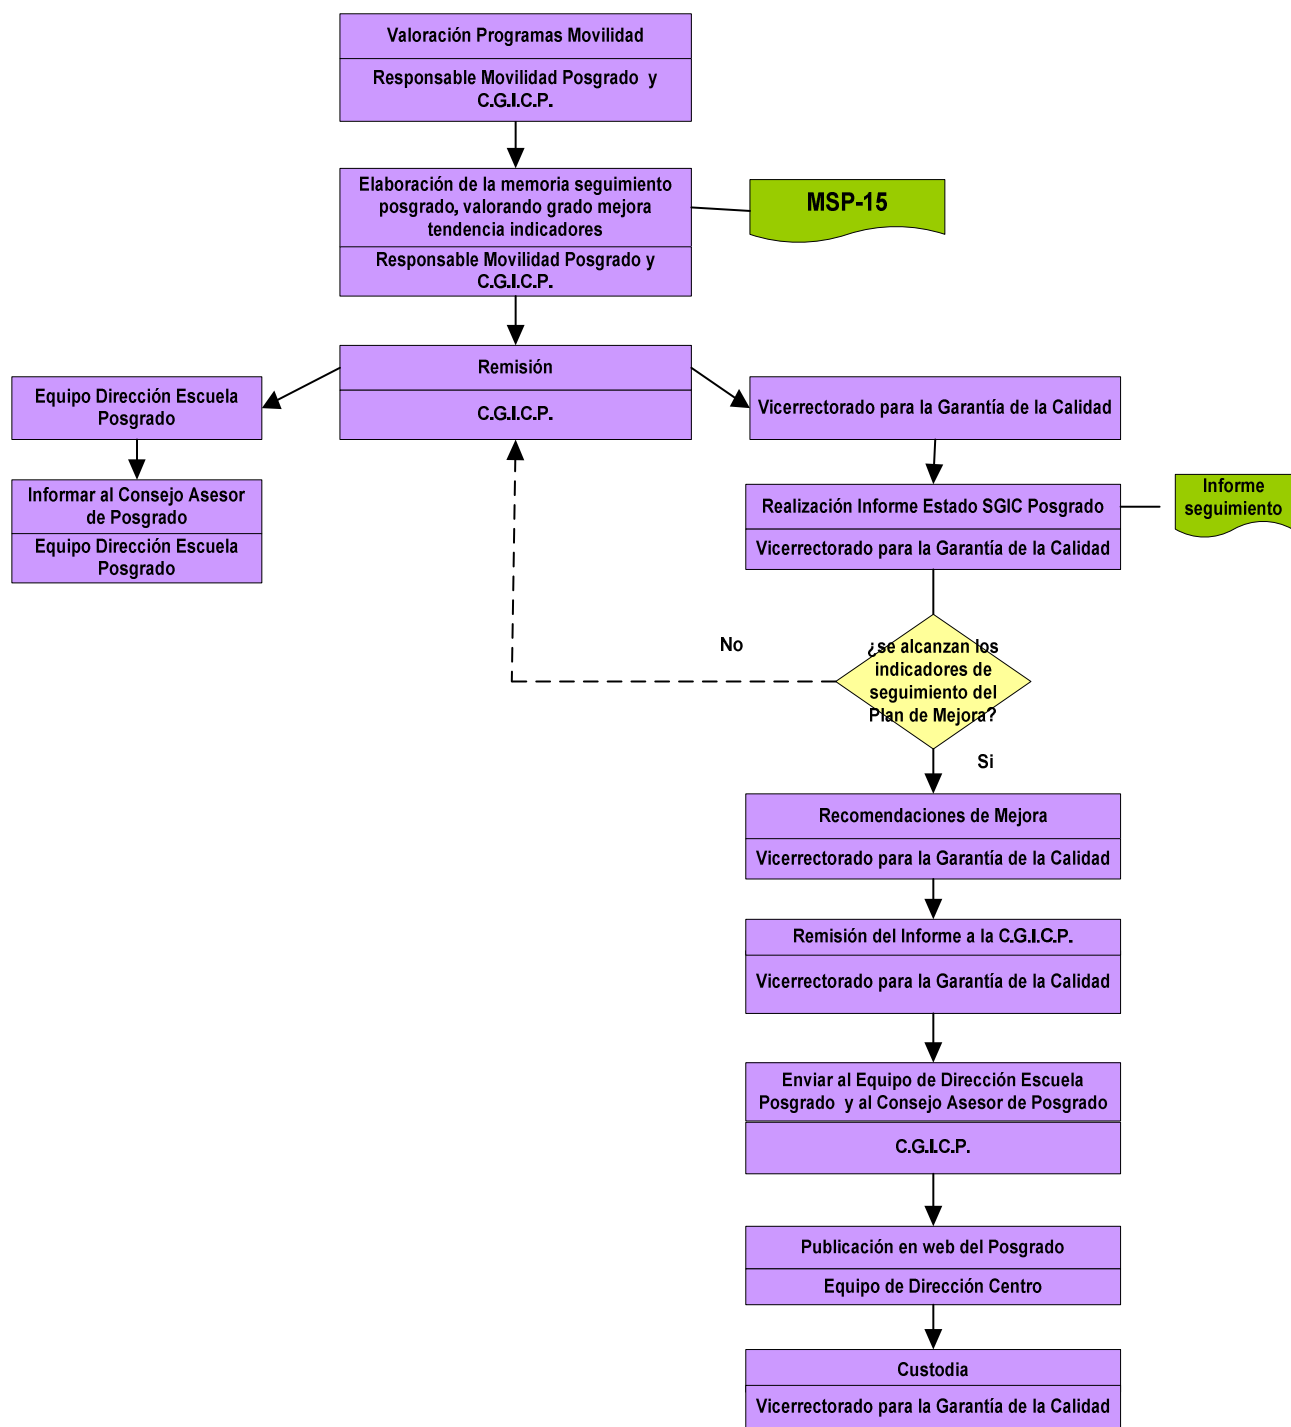 Valoración Programas Movilidad
Responsable Movilidad Posgrado y
C.G.I.C.P.
Elaboración de la memoria seguimiento
posgrado, valorando grado mejora
tendencia indicadores
Responsable Movilidad Posgrado y
C.G.I.C.P.
MSP-15
Remisión
C.G.I.C.P.
Equipo Dirección Escuela
Posgrado
Informar al Consejo Asesor
de Posgrado
Equipo Dirección Escuela
Posgrado
Vicerrectorado para la Garantía de la Calidad
Realización Informe Estado SGIC Posgrado
Vicerrectorado para la Garantía de la Calidad
Informe
seguimiento
No
¿se alcanzan los
indicadores de
seguimiento del
Plan de Mejora?
Si
Recomendaciones de Mejora
Vicerrectorado para la Garantía de la Calidad
Remisión del Informe a la C.G.I.C.P.
Vicerrectorado para la Garantía de la Calidad
Enviar al Equipo de Dirección Escuela
Posgrado y al Consejo Asesor de Posgrado
C.G.I.C.P.
Publicación en web del Posgrado
Equipo de Dirección Centro
Custodia
Vicerrectorado para la Garantía de la Calidad